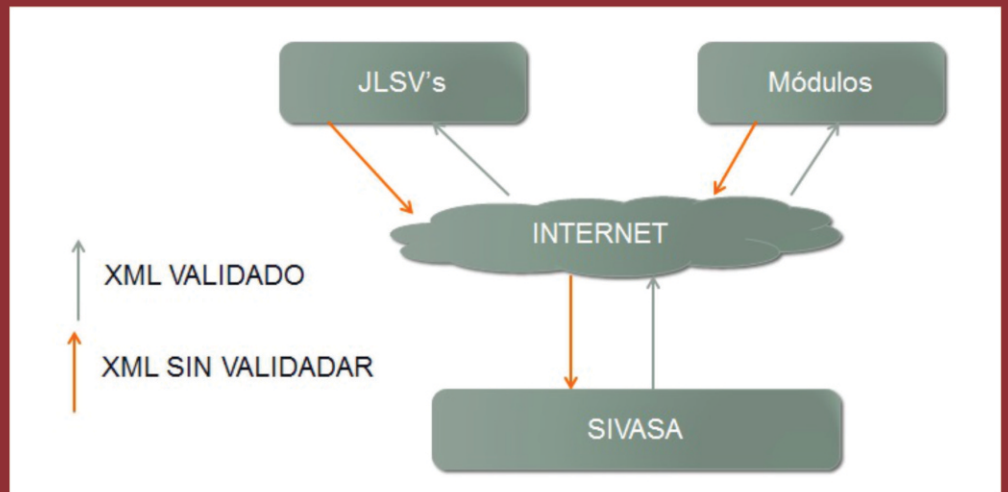 JLSV's
Módulos
INTERNET
XML VALIDADO
XML SIN VALIDADAR
SIVASA